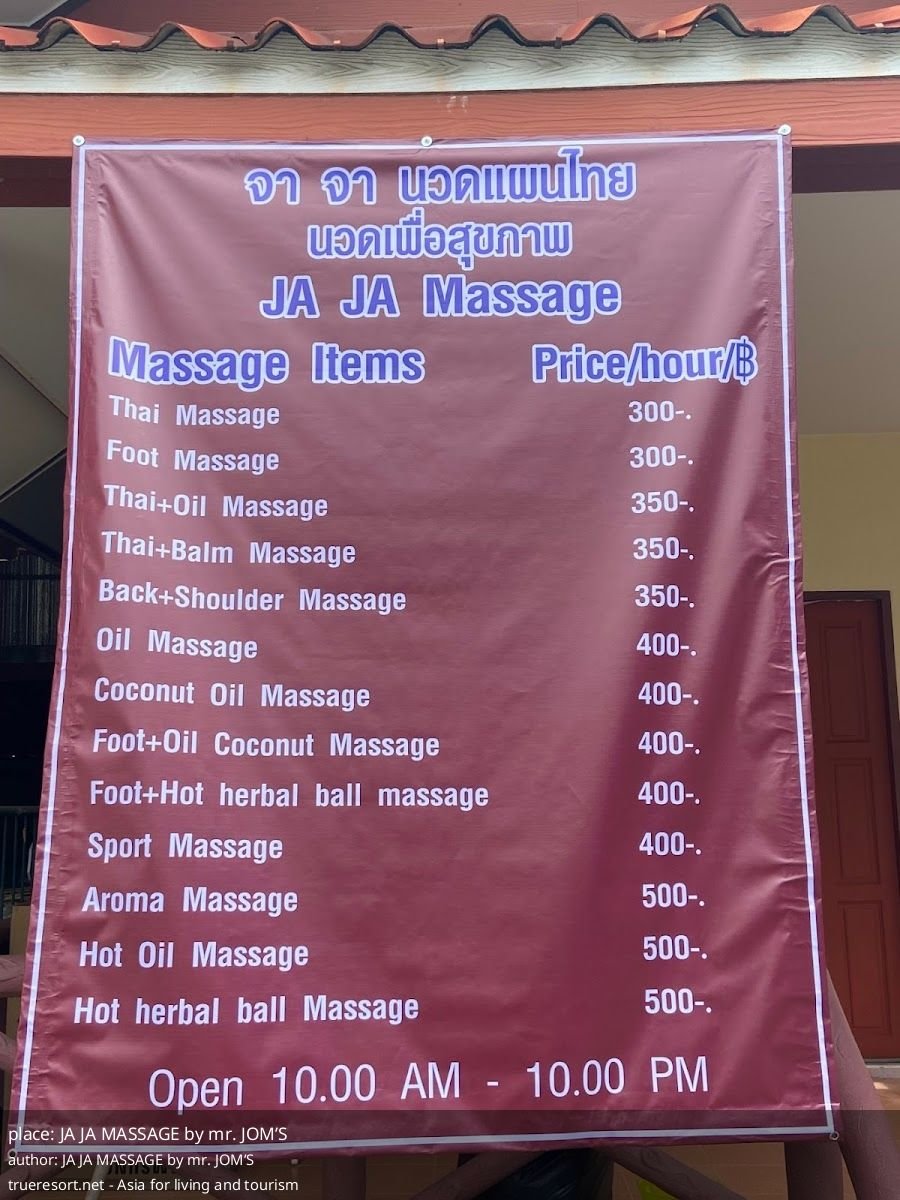 จา จา นวดแผนไทย
นวดเพื่อสุขภาพ
JA JA Massage
Massage Items Price/hour/฿
Thai Massage 300-.
Foot Massage 300-.
Thai+Oil Massage 350-.
Thai+Balm Massage 350-.
Back+Shoulder Massage 350-.
Oil Massage 400-.
Coconut Oil Massage 400-.
Foot+Oil Coconut Massage 400-.
Foot+Hot herbal ball massage 400-.
Sport Massage 400-.
Aroma Massage 500-.
Hot Oil Massage 500-.
Hot herbal ball Massage 500-.
Open 10.00 AM - 10.00 PM
place: JA JA MASSAGE by mr. JOM’S
author: JA JA MASSAGE by mr. JOM’S
trueresort.net - Asia for living and tourism